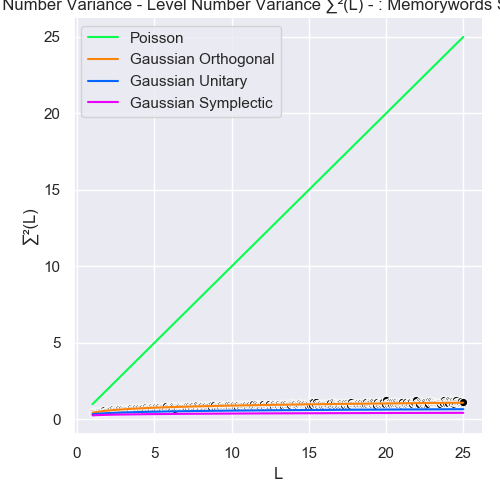 Number Variance - Level Number Variance ∑²(L) - : Memorywords S
Poisson
Gaussian Orthogonal
Gaussian Unitary
Gaussian Symplectic
25
20
15
10
5
0
∑²(L)
0 5 10 15 20 25
L